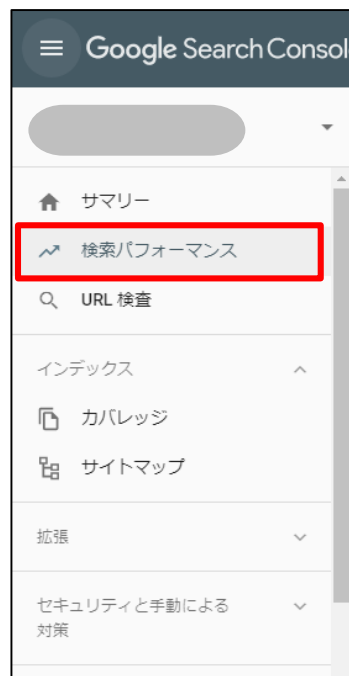 Google Search Consol
サマリー
検索パフォーマンス
URL 検査
インデックス
カバレッジ
サイトマップ
拡張
セキュリティと手動による
対策